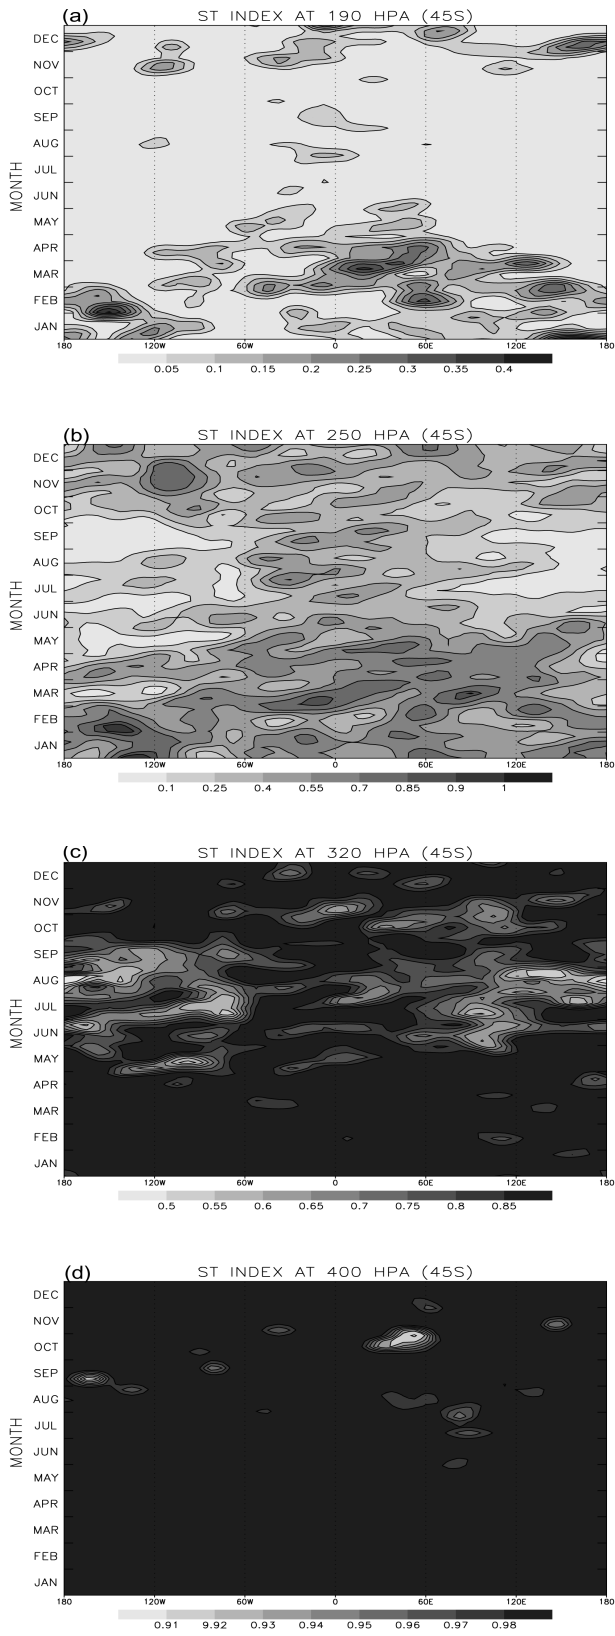 (a) ST INDEX AT 190 HPA (45S)
DEC
NOV
OCT
SEP
AUG
JUL
JUN
MAY
APR
MAR
FEB
JAN
MONTH
180 120W 60W 0 60E 120E 180
0.05 0.1 0.15 0.2 0.25 0.3 0.35 0.4
(b) ST INDEX AT 250 HPA (45S)
DEC
NOV
OCT
SEP
AUG
JUL
JUN
MAY
APR
MAR
FEB
JAN
MONTH
180 120W 60W 0 60E 120E 180
0.1 0.25 0.4 0.55 0.7 0.85 0.9 1
(c) ST INDEX AT 320 HPA (45S)
DEC
NOV
OCT
SEP
AUG
JUL
JUN
MAY
APR
MAR
FEB
JAN
MONTH
180 120W 60W 0 60E 120E 180
0.5 0.55 0.6 0.65 0.7 0.75 0.8 0.85
(d) ST INDEX AT 400 HPA (45S)
DEC
NOV
OCT
SEP
AUG
JUL
JUN
MAY
APR
MAR
FEB
JAN
MONTH
180 120W 60W 0 60E 120E 180
0.91 9.92 0.93 0.94 0.95 0.96 0.97 0.98